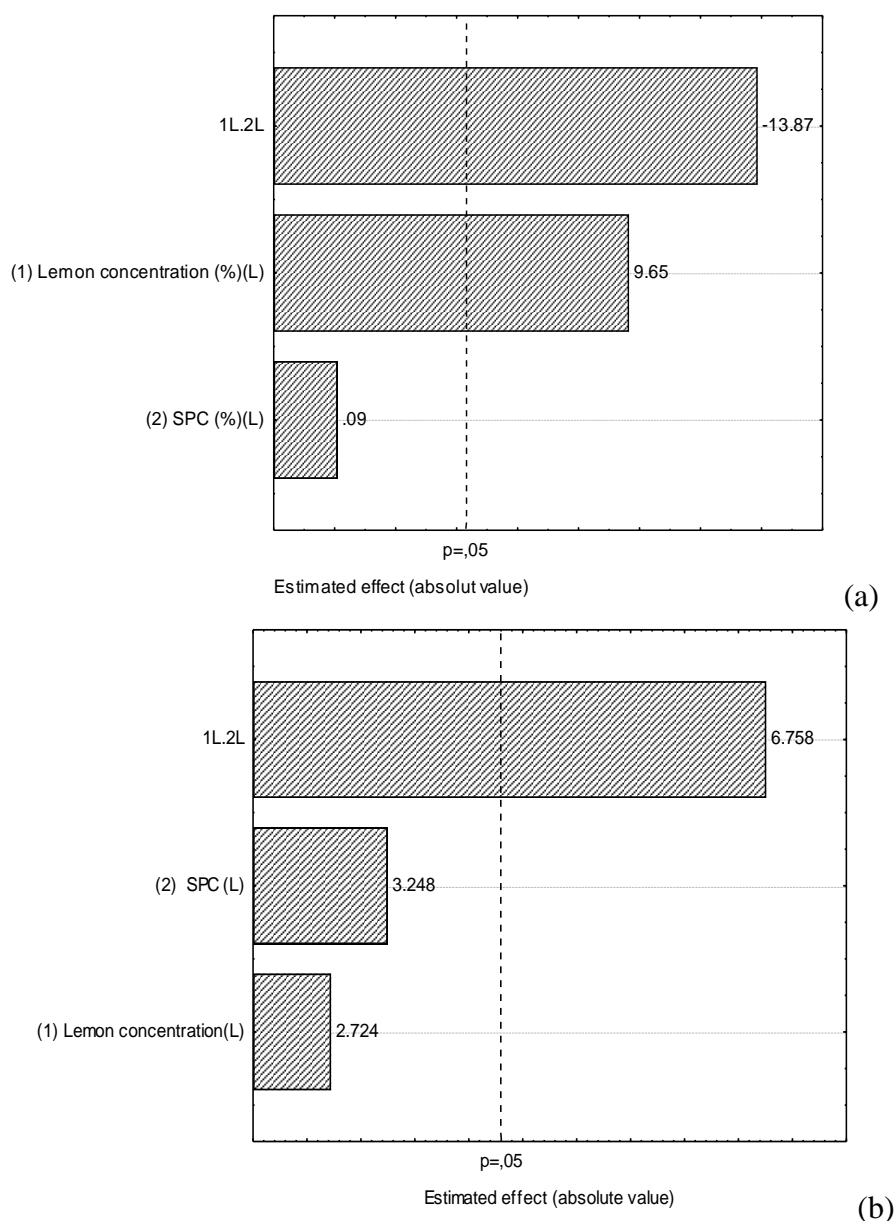 1L.2L
-13.87
(1) Lemon concentration (%)(L)
9.65
(2) SPC (%)(L)
.09
p=,05
Estimated effect (absolut value)
(a)
1L.2L
6.758
(2) SPC (L)
3.248
(1) Lemon concentration(L)
2.724
p=,05
Estimated effect (absolute value)
(b)